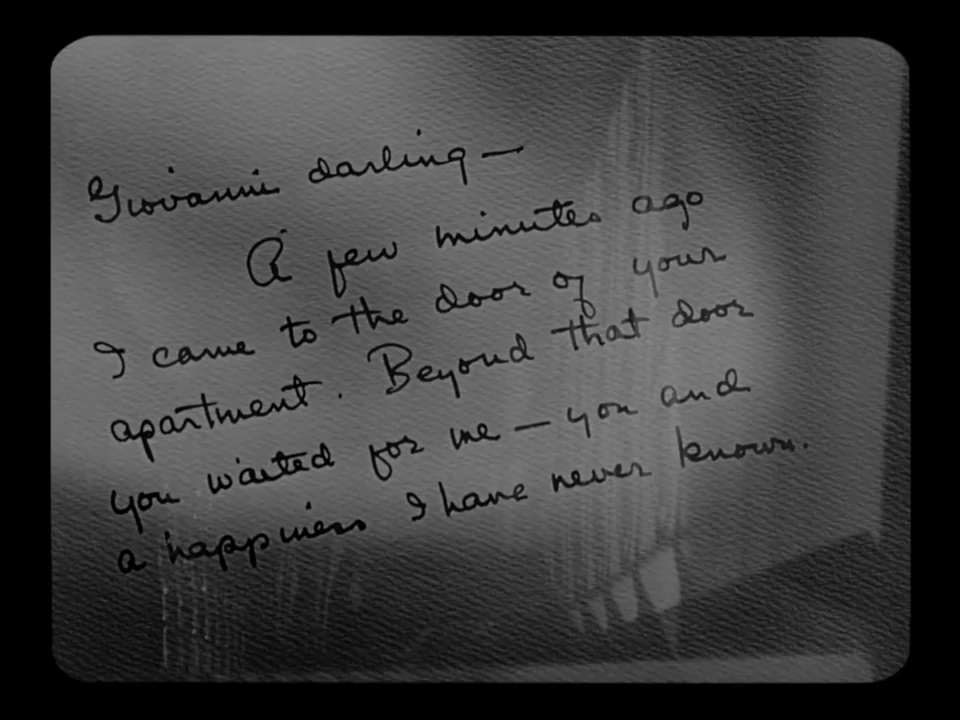 Giovanni darling —
A few minutes ago
I came to the door of your
apartment. Beyond that door
you waited for me — you and
a happiness I have never known.